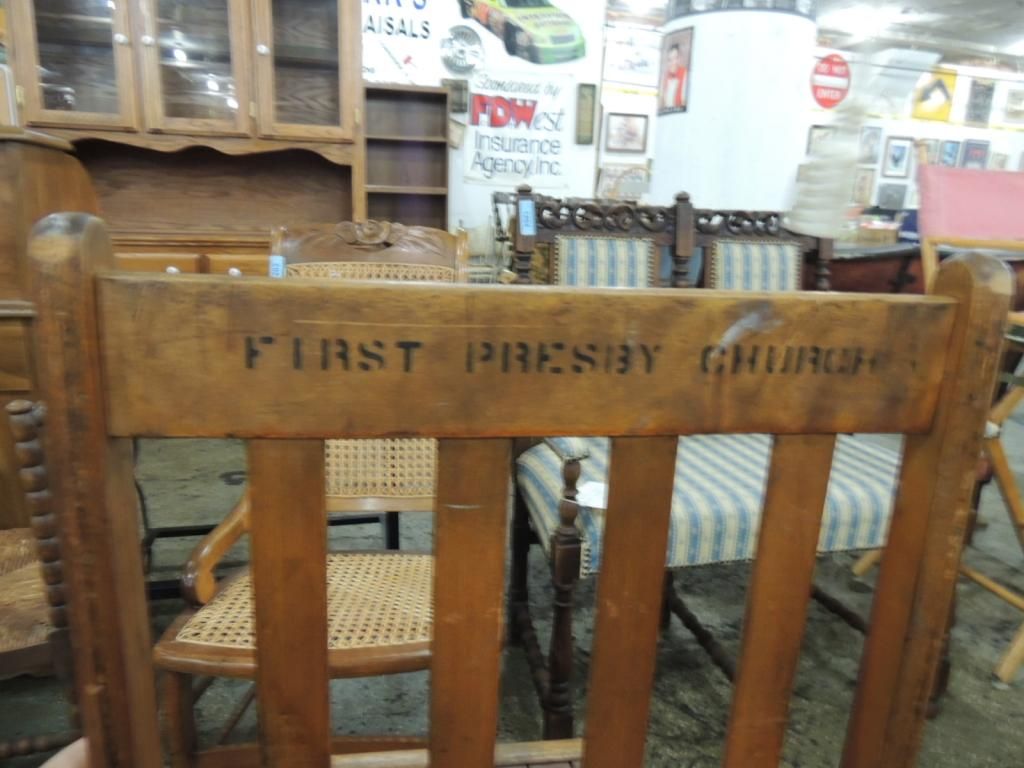 AISALS
Sponsored by
FDWest
Insurance
Agency, Inc.
DO NOT
ENTER
FIRST PRESBY CHURCH